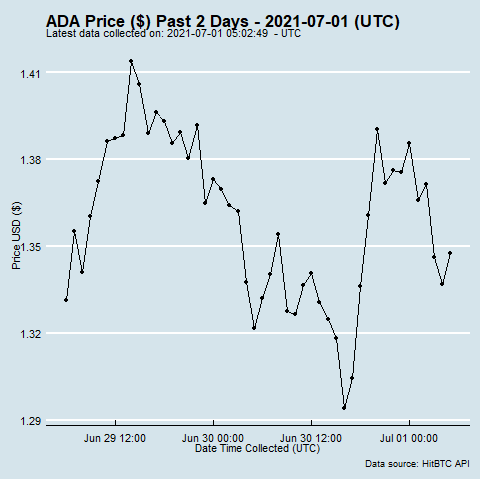 ADA Price ($) Past 2 Days - 2021-07-01 (UTC)
Latest data collected on: 2021-07-01 05:02:49 - UTC
1.41
1.38
1.35
1.32
1.29
Price USD ($)
Jun 29 12:00 Jun 30 00:00 Jun 30 12:00 Jul 01 00:00
Date Time Collected (UTC)
Data source: HitBTC API